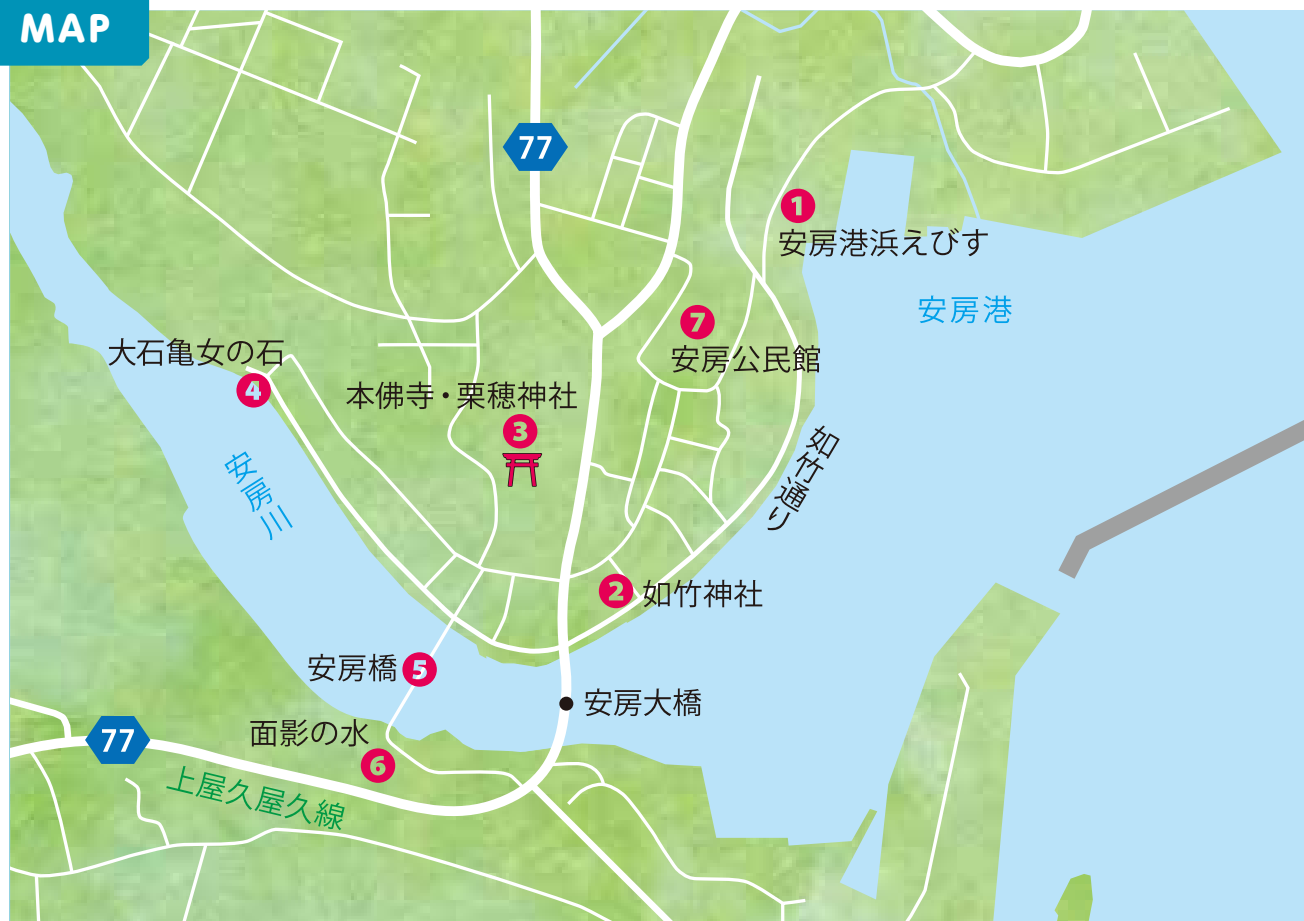 MAP
77
1
安房港浜えびす
安房港
7
安房公民館
大石亀女の石
4
本佛寺・栗穂神社
3
安房川
如竹通り
2
如竹神社
安房橋
5
安房大橋
面影の水
6
77
上屋久屋久線